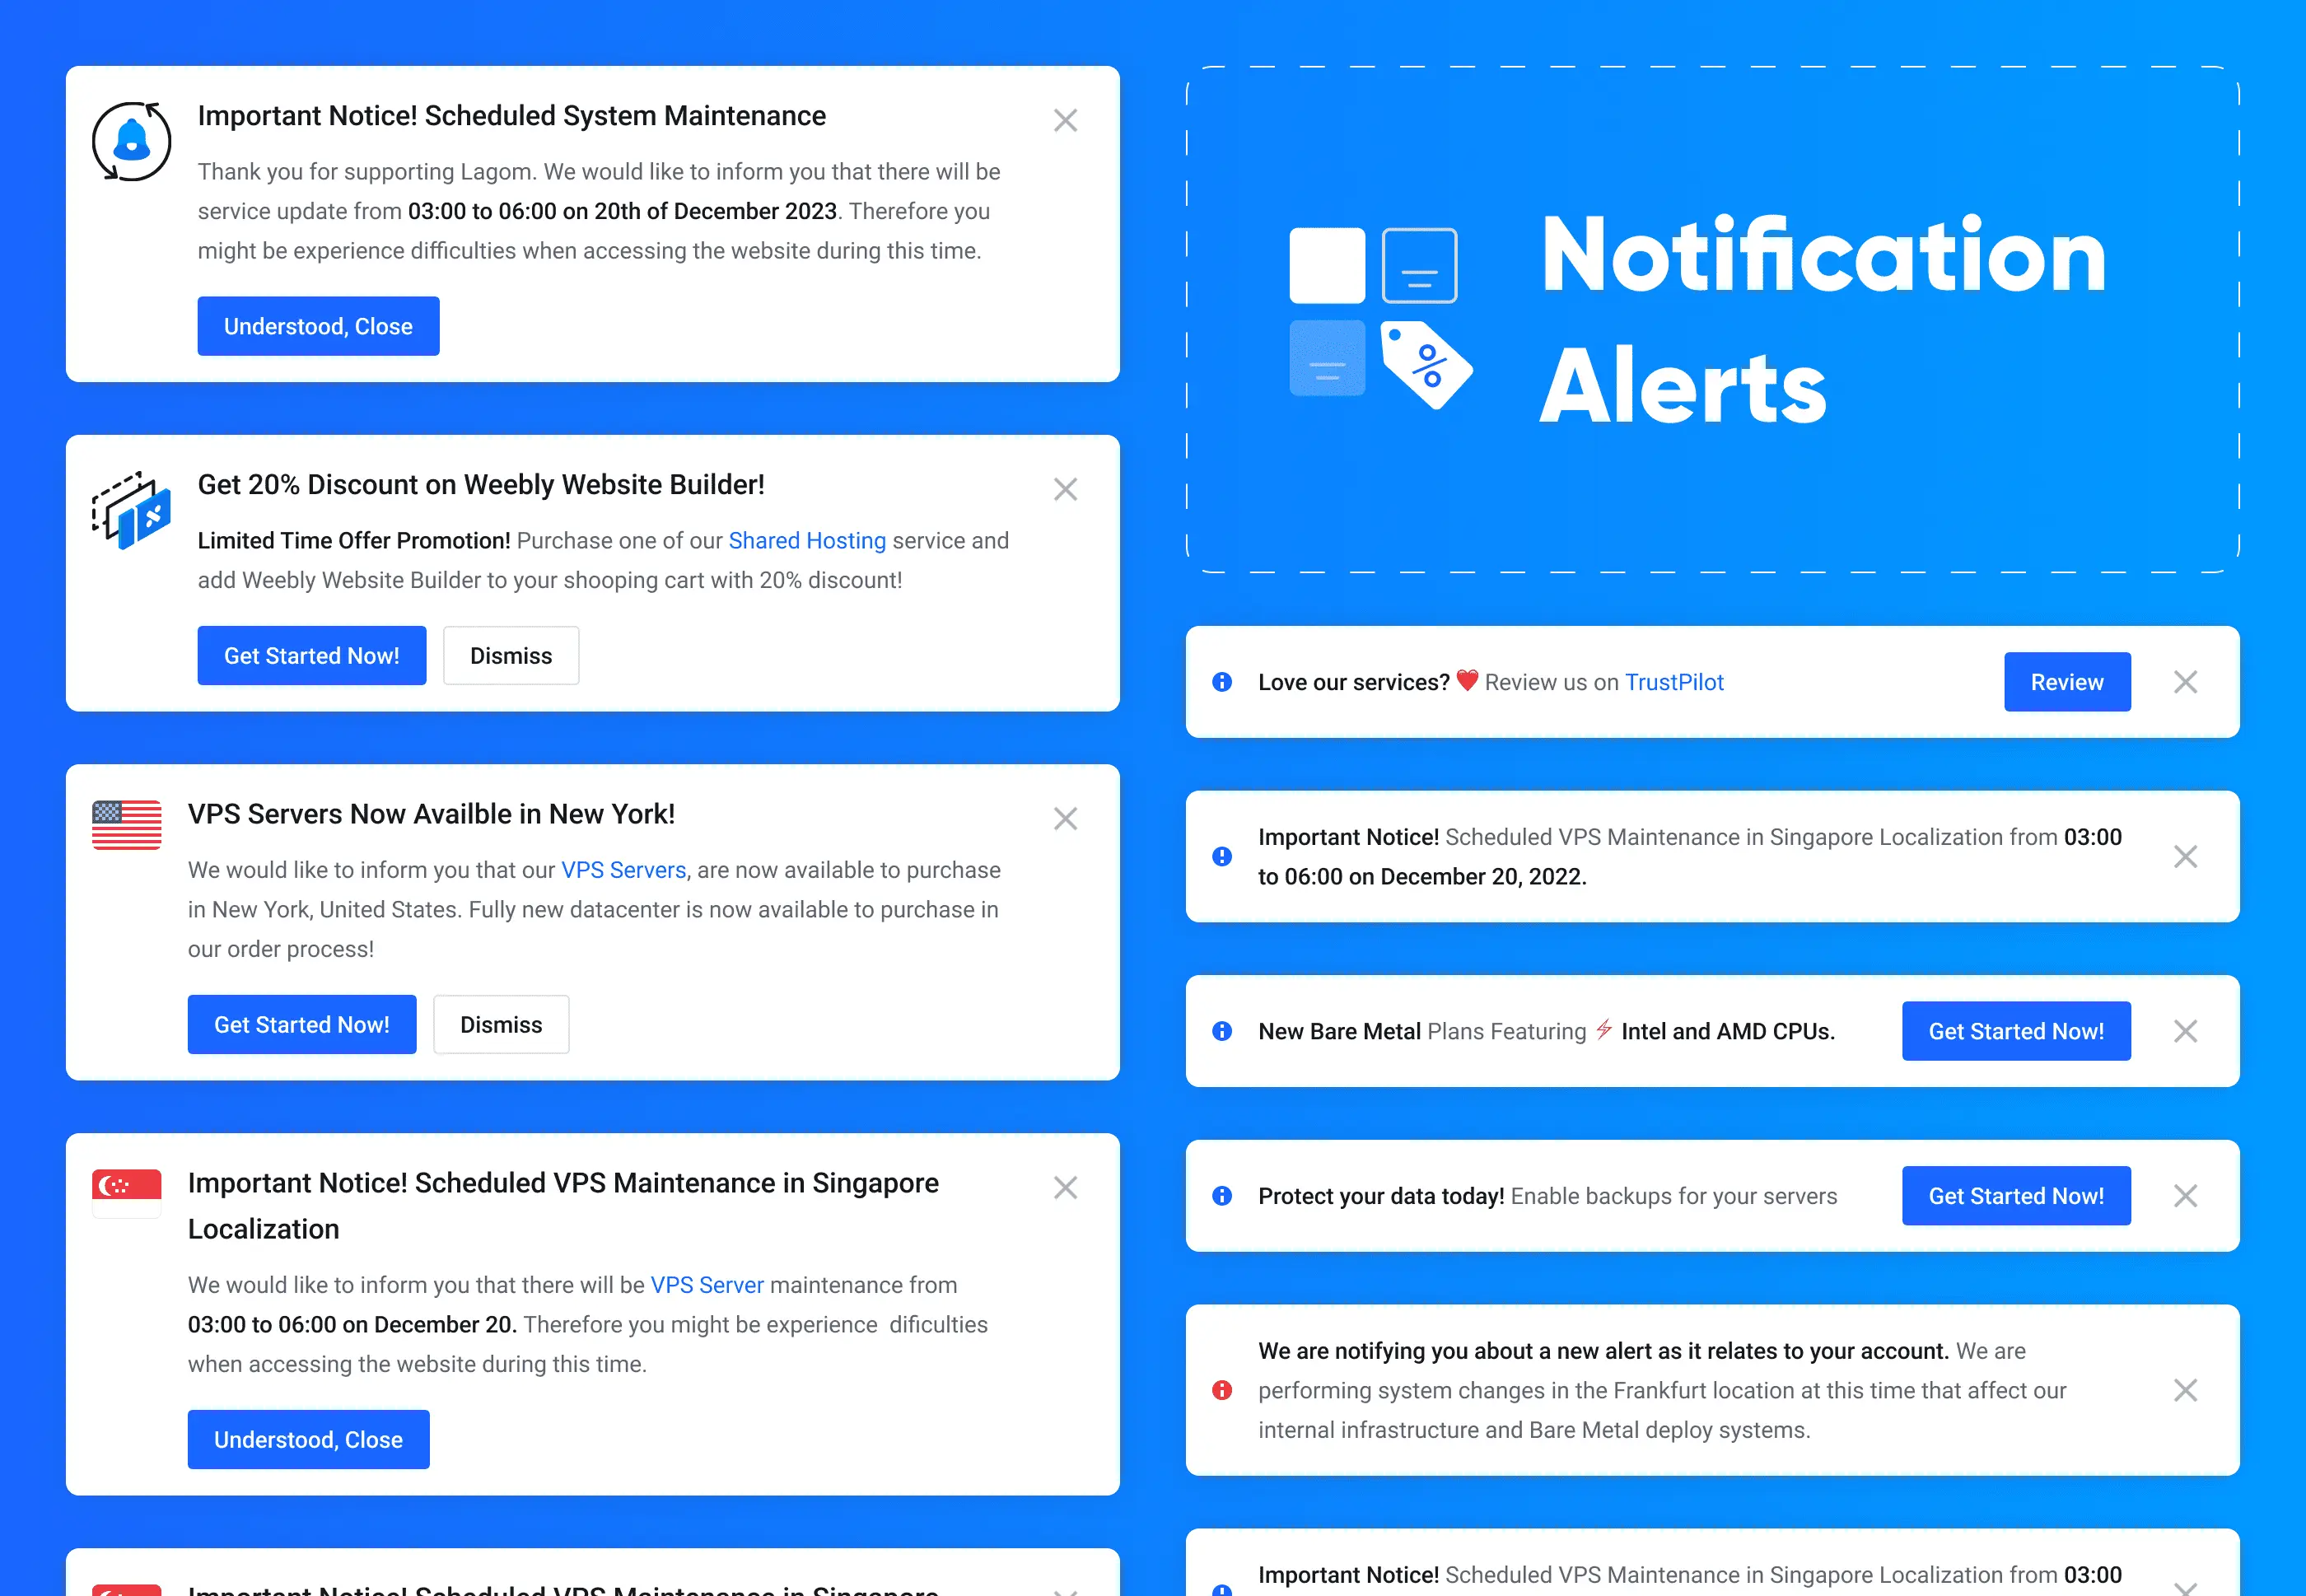 Important Notice! Scheduled System Maintenance
Thank you for supporting Lagom. We would like to inform you that there will be
service update from 03:00 to 06:00 on 20th of December 2023. Therefore you
might be experience difficulties when accessing the website during this time.
Understood, Close
Get 20% Discount on Weebly Website Builder!
Limited Time Offer Promotion! Purchase one of our Shared Hosting service and
add Weebly Website Builder to your shooping cart with 20% discount!
Get Started Now!
Dismiss
VPS Servers Now Availble in New York!
We would like to inform you that our VPS Servers, are now available to purchase
in New York, United States. Fully new datacenter is now available to purchase in
our order process!
Get Started Now!
Dismiss
Important Notice! Scheduled VPS Maintenance in Singapore
Localization
We would like to inform you that there will be VPS Server maintenance from
03:00 to 06:00 on December 20. Therefore you might be experience  dificulties
when accessing the website during this time.
Understood, Close
Important Notice! Scheduled VPS Maintenance in Singapore
%
Notification
Alerts
Love our services? ❤️ Review us on TrustPilot
Review
Important Notice! Scheduled VPS Maintenance in Singapore Localization from 03:00
to 06:00 on December 20, 2022.
New Bare Metal Plans Featuring ⚡ Intel and AMD CPUs.
Get Started Now!
Protect your data today! Enable backups for your servers
Get Started Now!
We are notifying you about a new alert as it relates to your account. We are
performing system changes in the Frankfurt location at this time that affect our
internal infrastructure and Bare Metal deploy systems.
Important Notice! Scheduled VPS Maintenance in Singapore Localization from 03:00